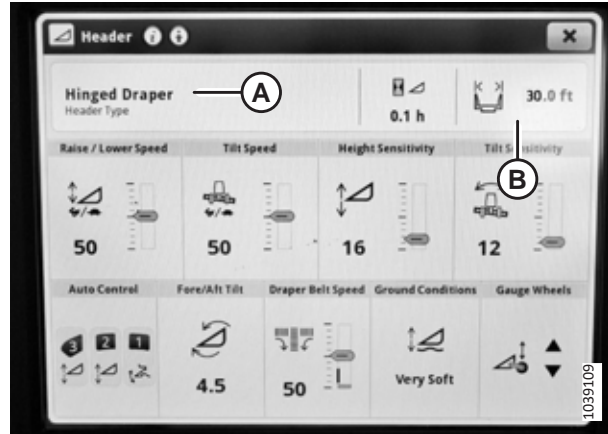 Header
Hinged Draper
Header Type
A
0.1 h
30.0 ft
B
Raise / Lower Speed
Tilt Speed
Height Sensitivity
Tilt Sensitivity
50
50
16
12
Auto Control
Fore/Aft Tilt
Draper Belt Speed
Ground Conditions
Gauge Wheels
3
2
1
4.5
50
Very Soft
1039109